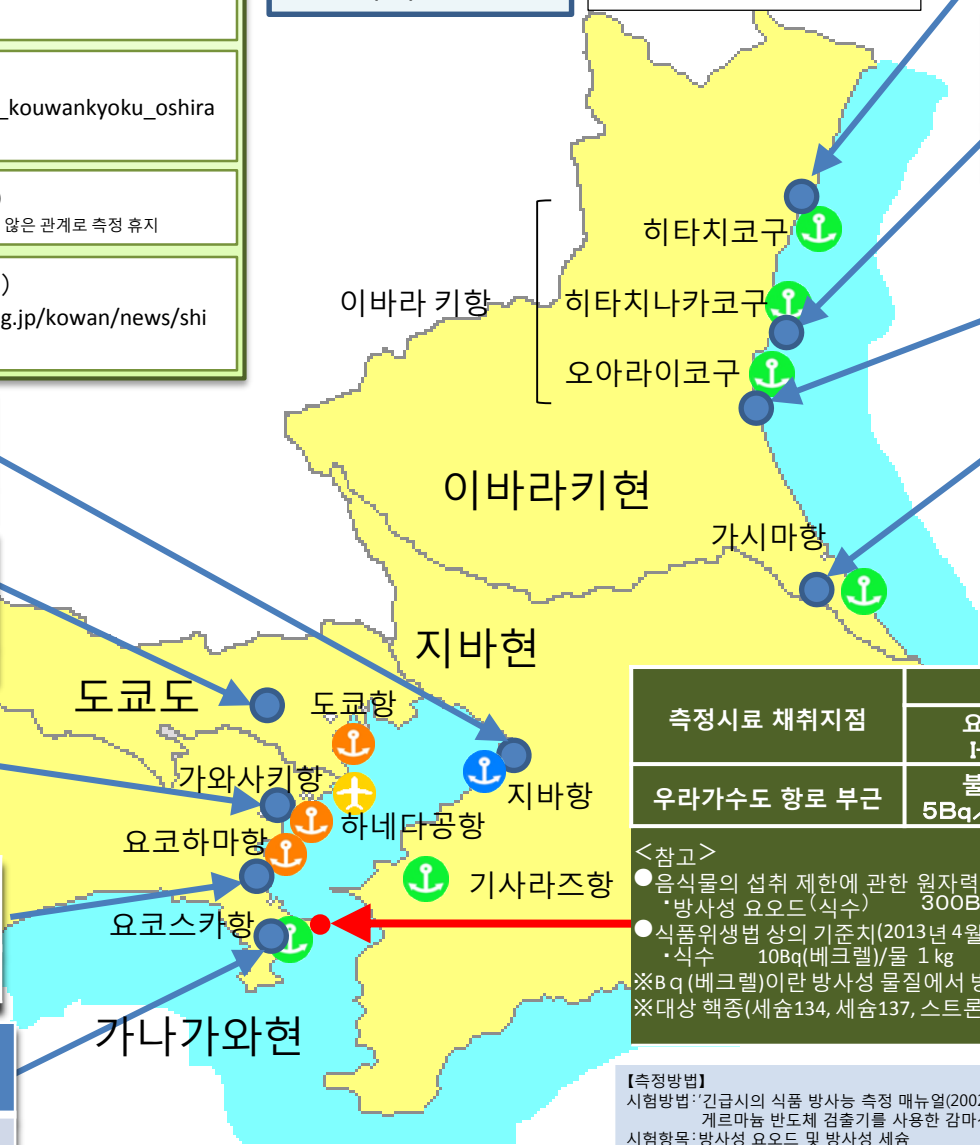 _kouwankyoku_oshira
않은 관계로 측정 휴지
)
g.jp/kowan/news/shi
히타치코구
이바라 키항
히타치나카코구
오아라이코구
이바라키현
가시마항
지바현
도쿄도
도쿄항
가와사키항
지바항
하네다공항
요코하마항
기사라즈항
요코스카항
가나가와현
측정시료 채취지점
요
I-
우라가수도 항로 부근
불
5Bq/
<참고>
●음식물의 섭취 제한에 관한 원자력
・방사성 요오드(식수) 300B
●식품위생법 상의 기준치(2013년 4월
・식수 10Bq(베크렐)/물 1kg
※Bq(베크렐)이란 방사성 물질에서 방
※대상 핵종(세슘134, 세슘137, 스트론
【측정방법】
시험방법:‘긴급시의 식품 방사능 측정 매뉴얼(2002
게르마늄 반도체 검출기를 사용한 감마
시험항목:방사성 요오드 및 방사성 세슘